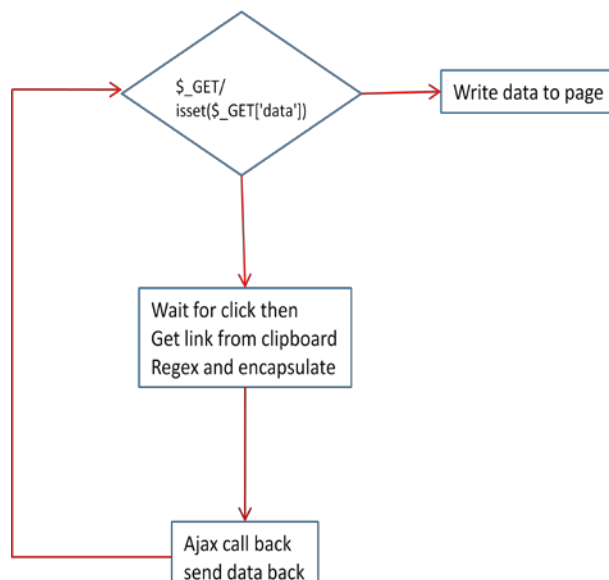 $_GET/
isset($_GET['data'])
Write data to page
Wait for click then
Get link from clipboard
Regex and encapsulate
Ajax call back
send data back